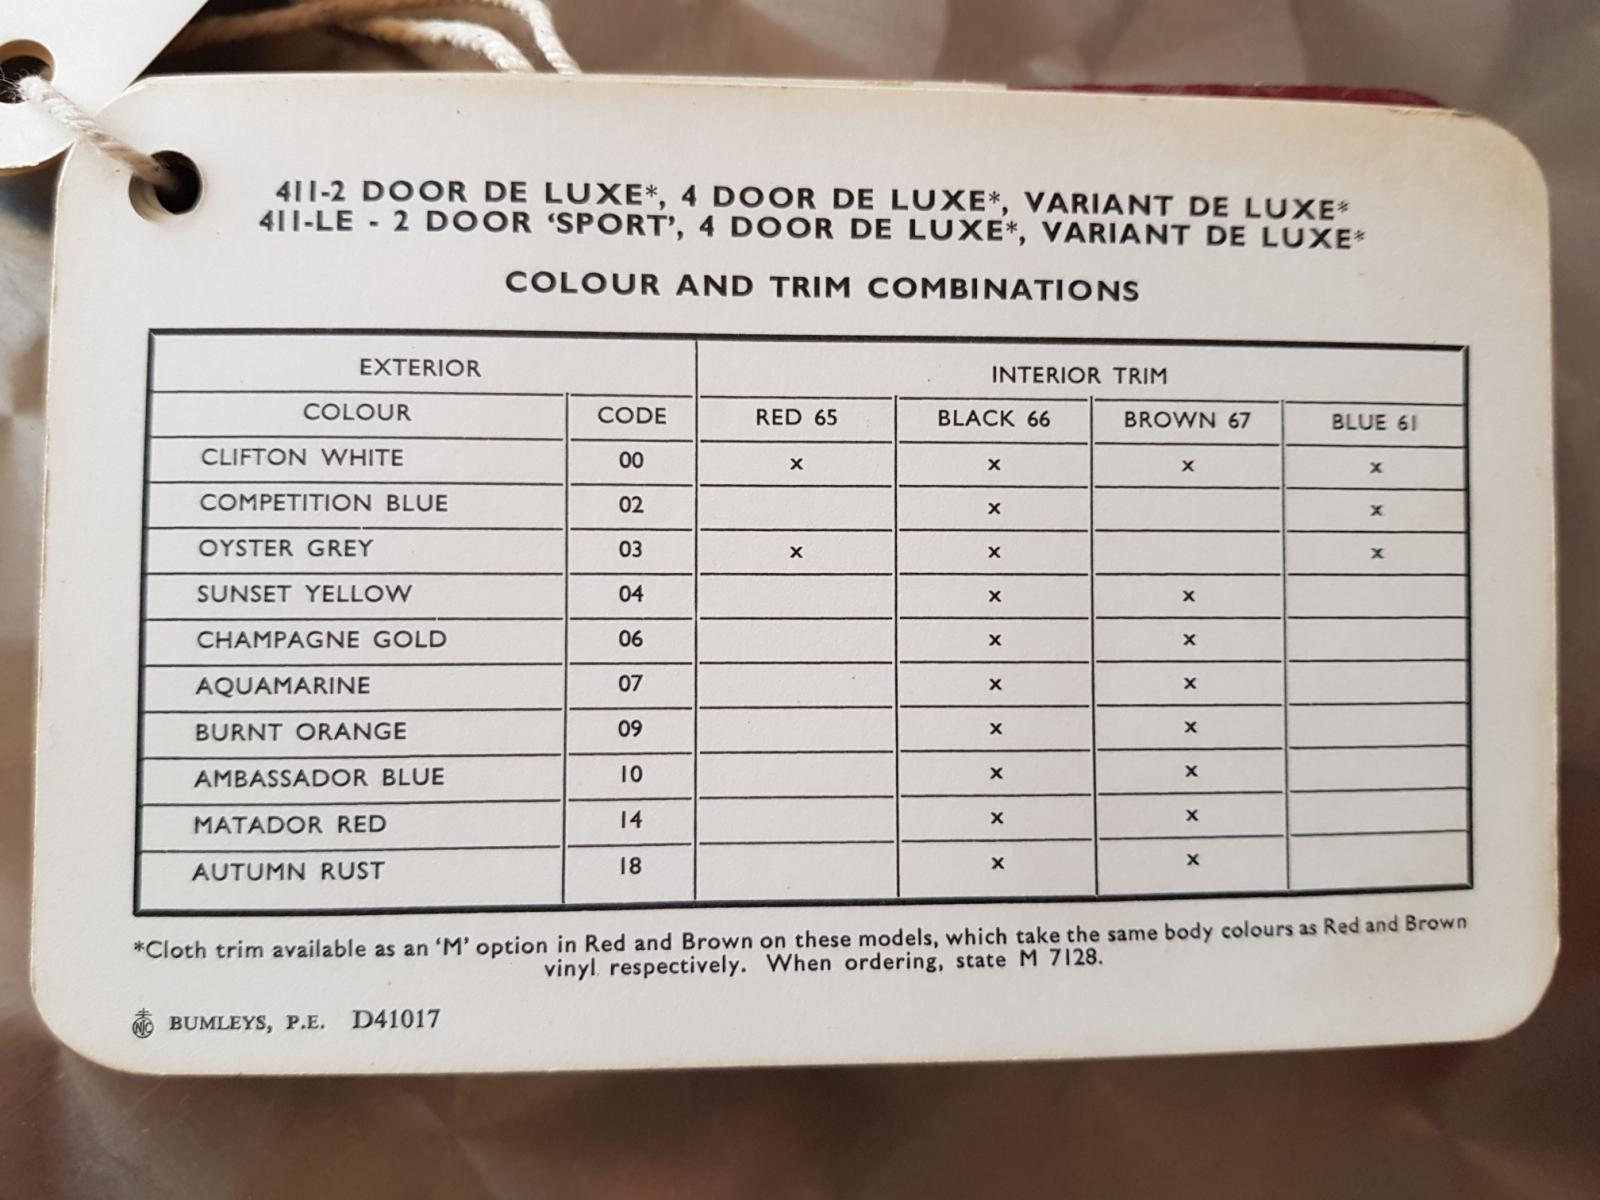 411-2 DOOR DE LUXE*, 4 DOOR DE LUXE*, VARIANT DE LUXE*
411-LE - 2 DOOR ‘SPORT’, 4 DOOR DE LUXE*, VARIANT DE LUXE*
COLOUR AND TRIM COMBINATIONS
EXTERIOR INTERIOR TRIM
COLOUR CODE RED 65 BLACK 66 BROWN 67 BLUE 61
CLIFTON WHITE 00 x x x x
COMPETITION BLUE 02 x x
OYSTER GREY 03 x x x
SUNSET YELLOW 04 x x
CHAMPAGNE GOLD 06 x x
AQUAMARINE 07 x x
BURNT ORANGE 09 x x
AMBASSADOR BLUE 10 x x
MATADOR RED 14 x x
AUTUMN RUST 18 x x
*Cloth trim available as an ‘M’ option in Red and Brown on these models, which take the same body colours as Red and Brown
vinyl respectively. When ordering, state M 7128.
NJC BUMLEYS, P.E. D41017